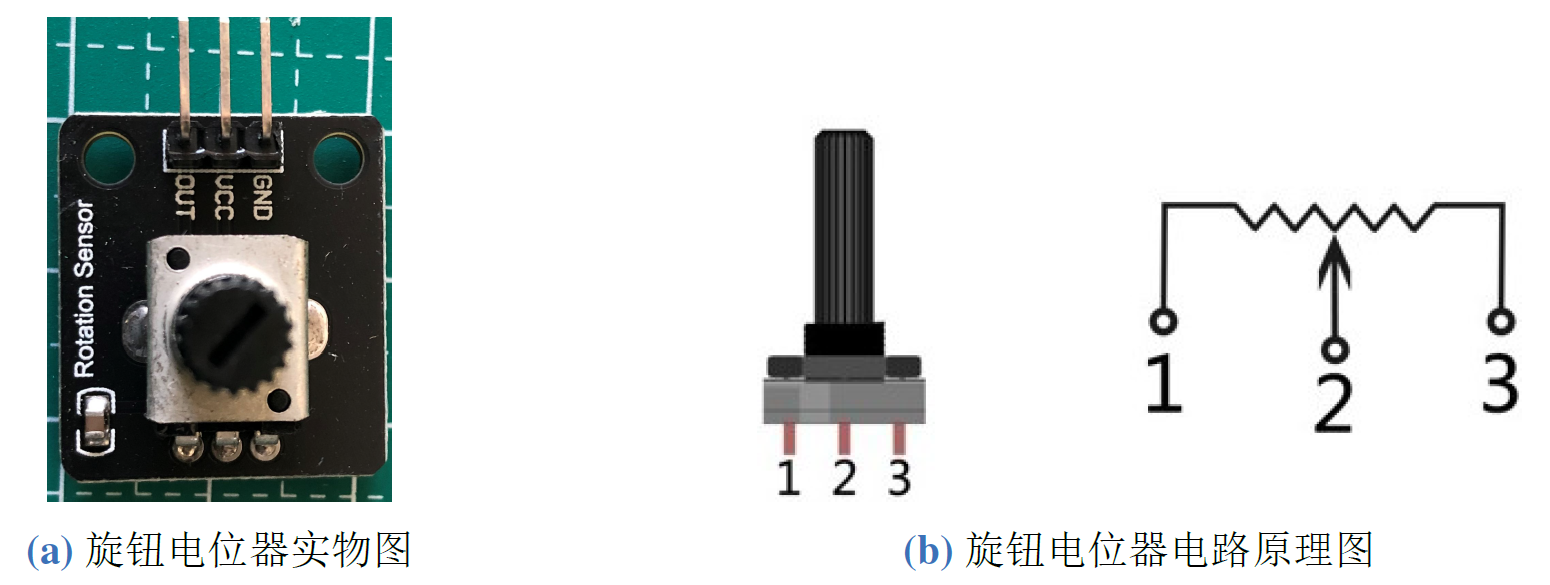 OUT
VCC
GND
Rotation Sensor
1 2 3
1 2 3
(a) 旋钮电位器实物图
(b) 旋钮电位器电路原理图